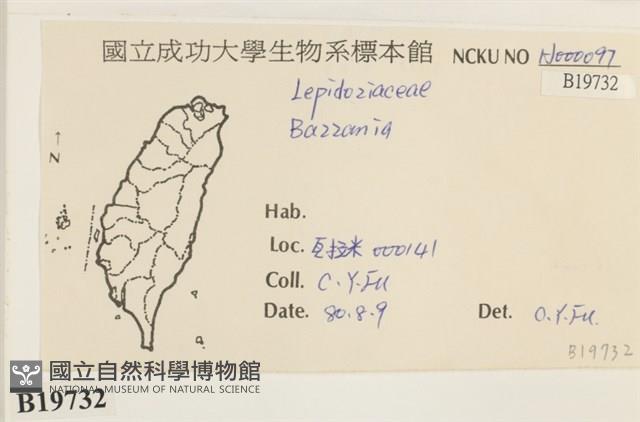 國立成功大學生物系標本館 NCKU NO H000097
B19732
Lepidoziaceae
Bazzania
N
Hab.
Loc. 瓦拉米 000141
Coll. C.Y.Fu
Date. 80.8.9 Det. C.Y.Fu.
B19732
國立自然科學博物館
NATIONAL MUSEUM OF NATURAL SCIENCE
B19732